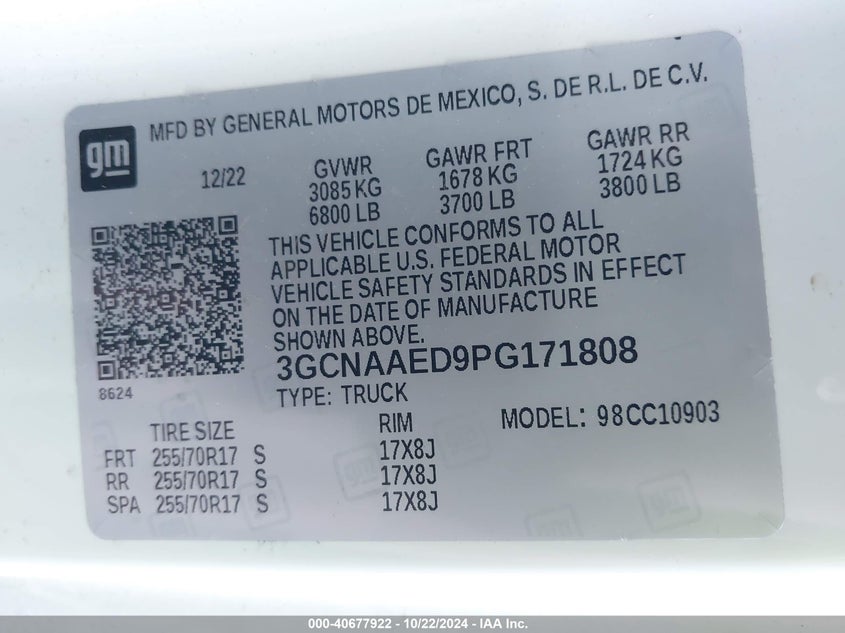 MFD BY GENERAL MOTORS DE MEXICO, S. DE R.L. DE C.V.
gm
12/22
GVWR GAWR FRT GAWR RR
3085 KG 1678 KG 1724 KG
6800 LB 3700 LB 3800 LB
THIS VEHICLE CONFORMS TO ALL
APPLICABLE U.S. FEDERAL MOTOR
VEHICLE SAFETY STANDARDS IN EFFECT
ON THE DATE OF MANUFACTURE
SHOWN ABOVE.
3GCNAAED9PG171808
8624
TYPE: TRUCK
TIRE SIZE RIM MODEL: 98CC10903
FRT 255/70R17 S 17X8J
RR 255/70R17 S 17X8J
SPA 255/70R17 S 17X8J
gm
gm
gm
000-40677922 - 10/22/2024 - IAA Inc.